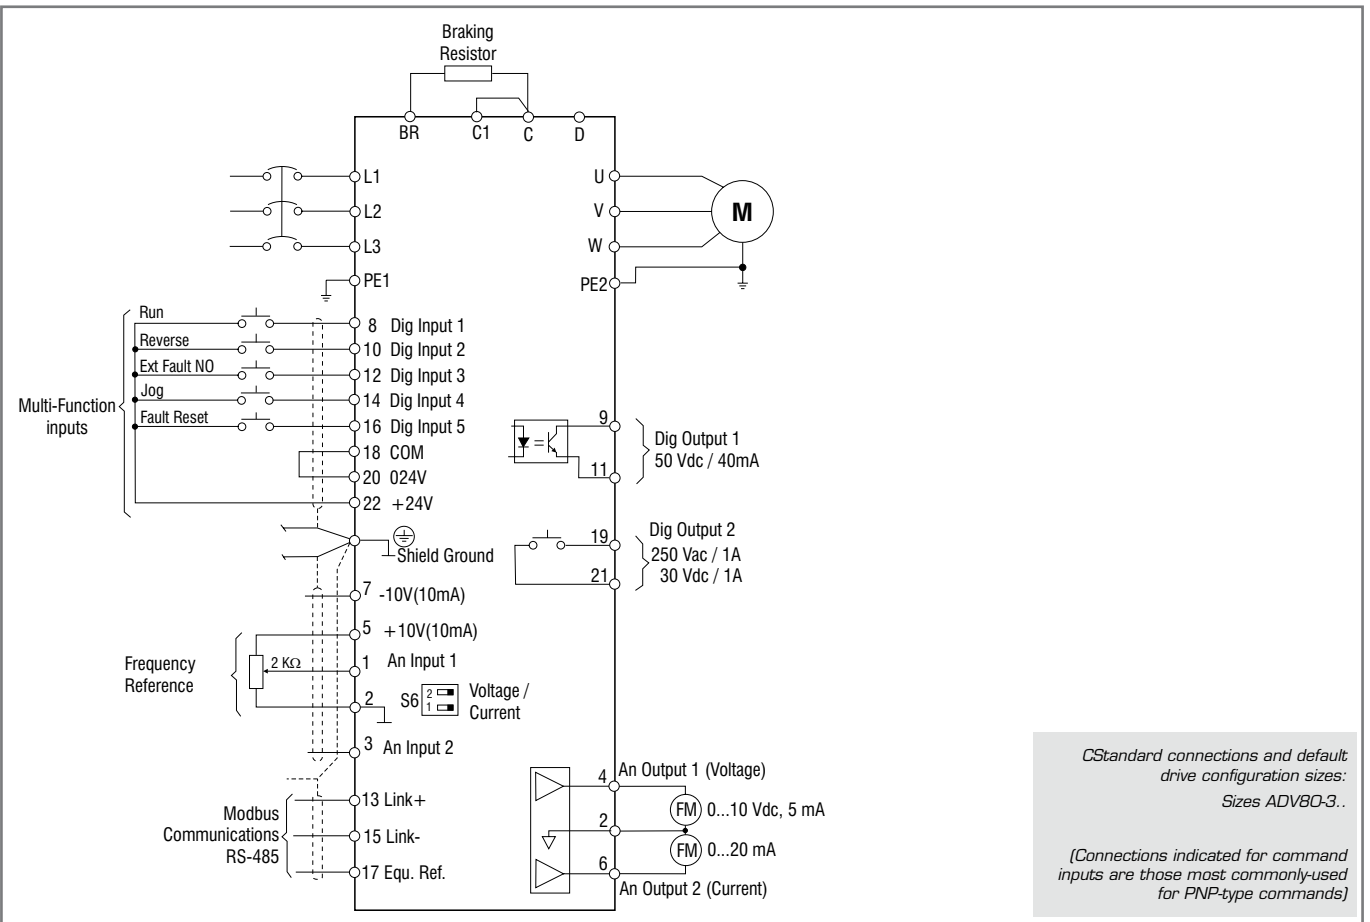 Braking
Resistor
BR
C1
C
D
L1
L2
L3
PE1
U
V
W
PE2
M
Multi-Function
inputs
Run
8 Dig Input 1
Reverse
10 Dig Input 2
Ext Fault NO
12 Dig Input 3
Jog
14 Dig Input 4
Fault Reset
16 Dig Input 5
18 COM
20 024V
22 +24V
Shield Ground
7 -10V(10mA)
5 +10V(10mA)
Frequency
Reference
2 KΩ
1 An Input 1
2
S6
2
1
Voltage /
Current
3 An Input 2
Modbus
Communications
RS-485
13 Link+
15 Link-
17 Equ. Ref.
9
11
Dig Output 1
50 Vdc / 40mA
19
21
Dig Output 2
250 Vac / 1A
30 Vdc / 1A
4
An Output 1 (Voltage)
FM 0...10 Vdc, 5 mA
2
FM 0...20 mA
6
An Output 2 (Current)
CStandard connections and default
drive configuration sizes:
Sizes ADV80-3..
(Connections indicated for command
inputs are those most commonly-used
for PNP-type commands)